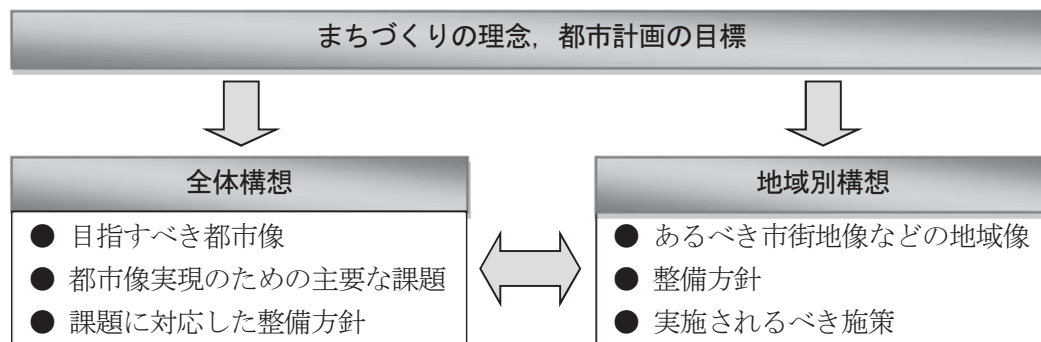 まちづくりの理念，都市計画の目標
全体構想
● 目指すべき都市像
● 都市像実現のための主要な課題
● 課題に対応した整備方針
地域別構想
● あるべき市街地像などの地域像
● 整備方針
● 実施されるべき施策